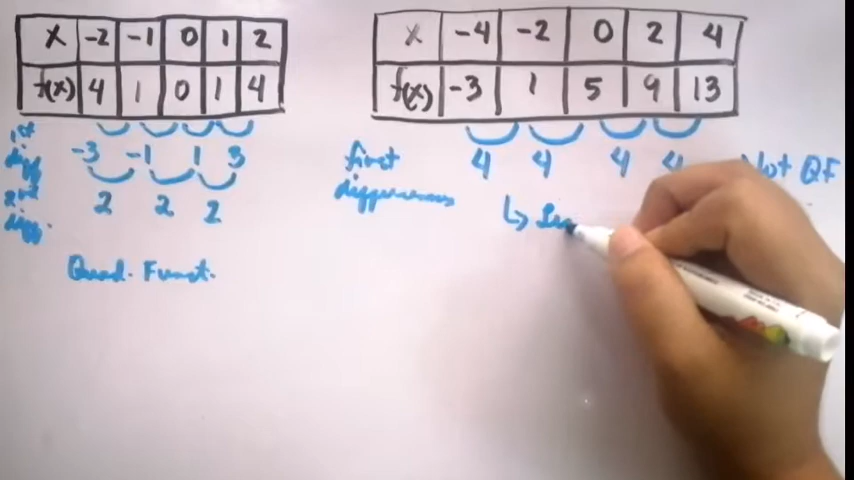 x -2 -1 0 1 2
f(x) 4 1 0 1 4
1st diff -3 -1 1 3
2nd diff. 2 2 2
Quad. Funct.
x -4 -2 0 2 4
f(x) -3 1 5 9 13
first differences 4 4 4 4 Not QF
↳